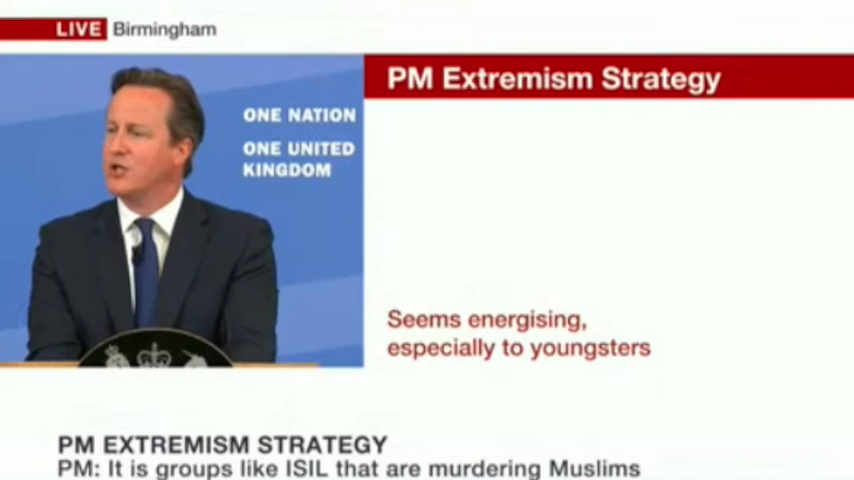 LIVE Birmingham
PM Extremism Strategy
ONE NATION
ONE UNITED
KINGDOM
Seems energising,
especially to youngsters
PM EXTREMISM STRATEGY
PM: It is groups like ISIL that are murdering Muslims